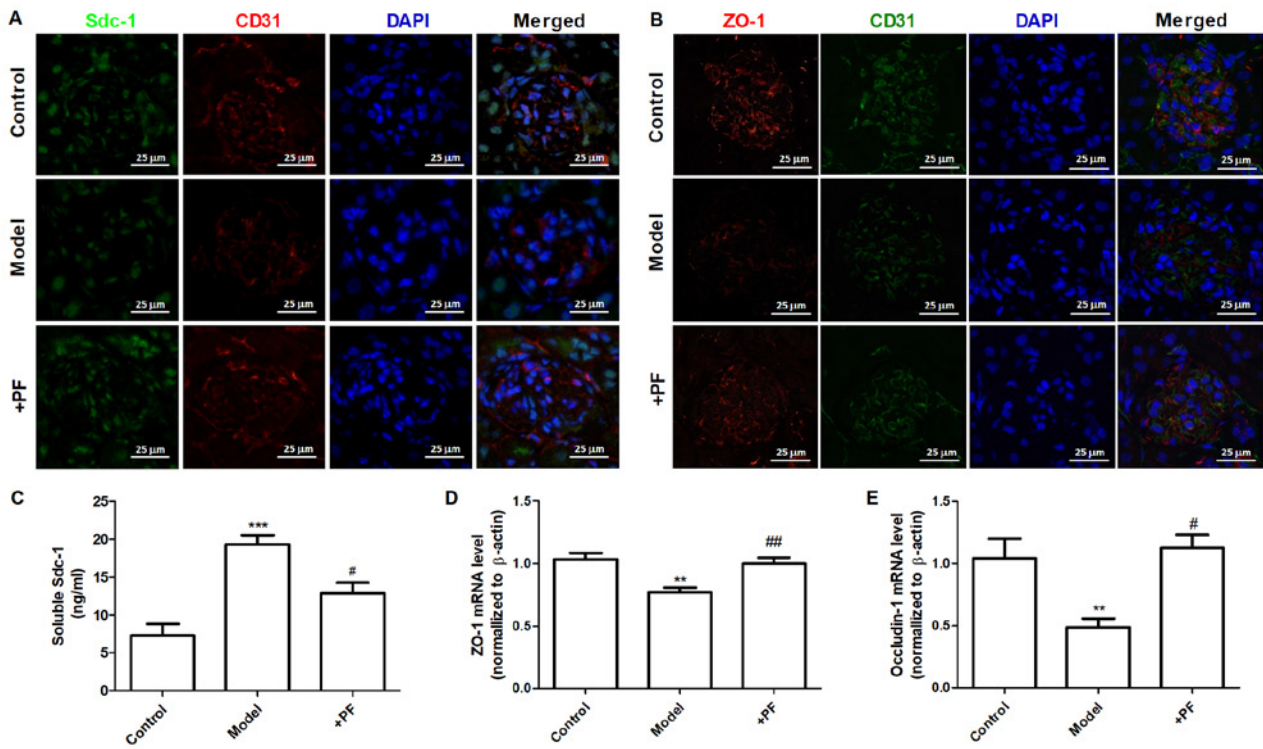 A
Sdc-1 CD31 DAPI Merged
Control
25 μm 25 μm 25 μm 25 μm
Model
25 μm 25 μm 25 μm 25 μm
+PF
25 μm 25 μm 25 μm 25 μm
B
ZO-1 CD31 DAPI Merged
Control
25 μm 25 μm 25 μm 25 μm
Model
25 μm 25 μm 25 μm 25 μm
+PF
25 μm 25 μm 25 μm 25 μm
C
Soluble Sdc-1
(ng/ml)
25
20
15
10
5
0
***
#
Control Model +PF
D
ZO-1 mRNA level
(normallized to β-actin)
1.5
1.0
0.5
0.0
**
##
Control Model +PF
E
Occludin-1 mRNA level
(normallized to β-actin)
1.5
1.0
0.5
0.0
**
#
Control Model +PF